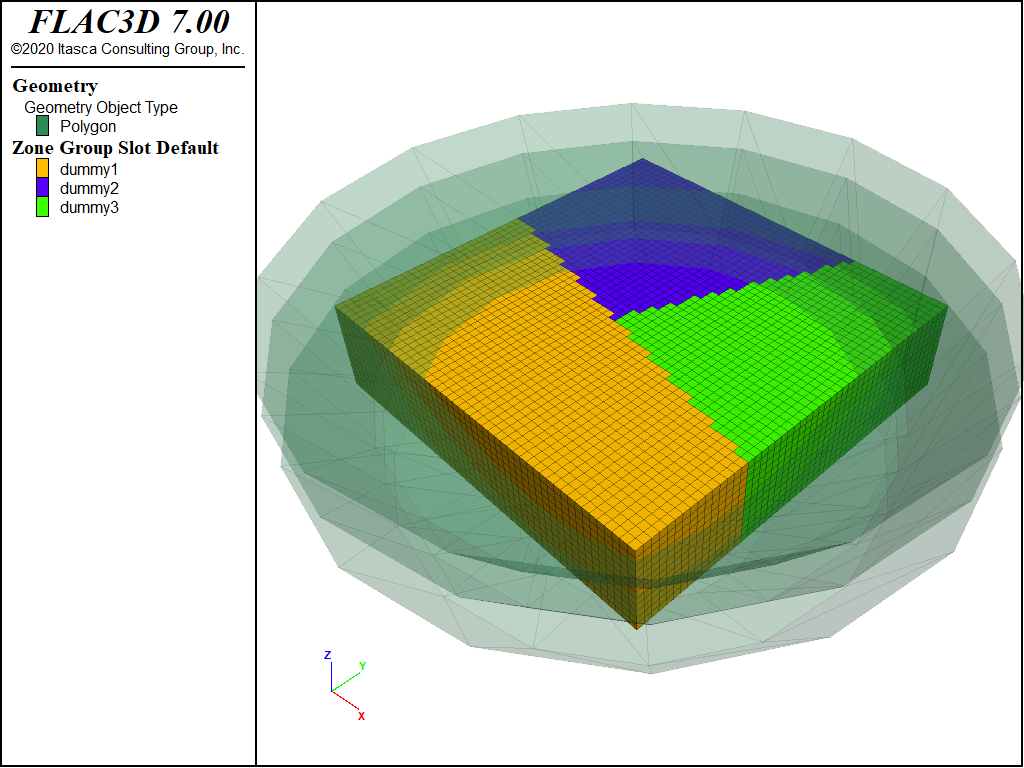 FLAC3D 7.00
©2020 Itasca Consulting Group, Inc.
Geometry
Geometry Object Type
Polygon
Zone Group Slot Default
dummy1
dummy2
dummy3
Z
Y
X